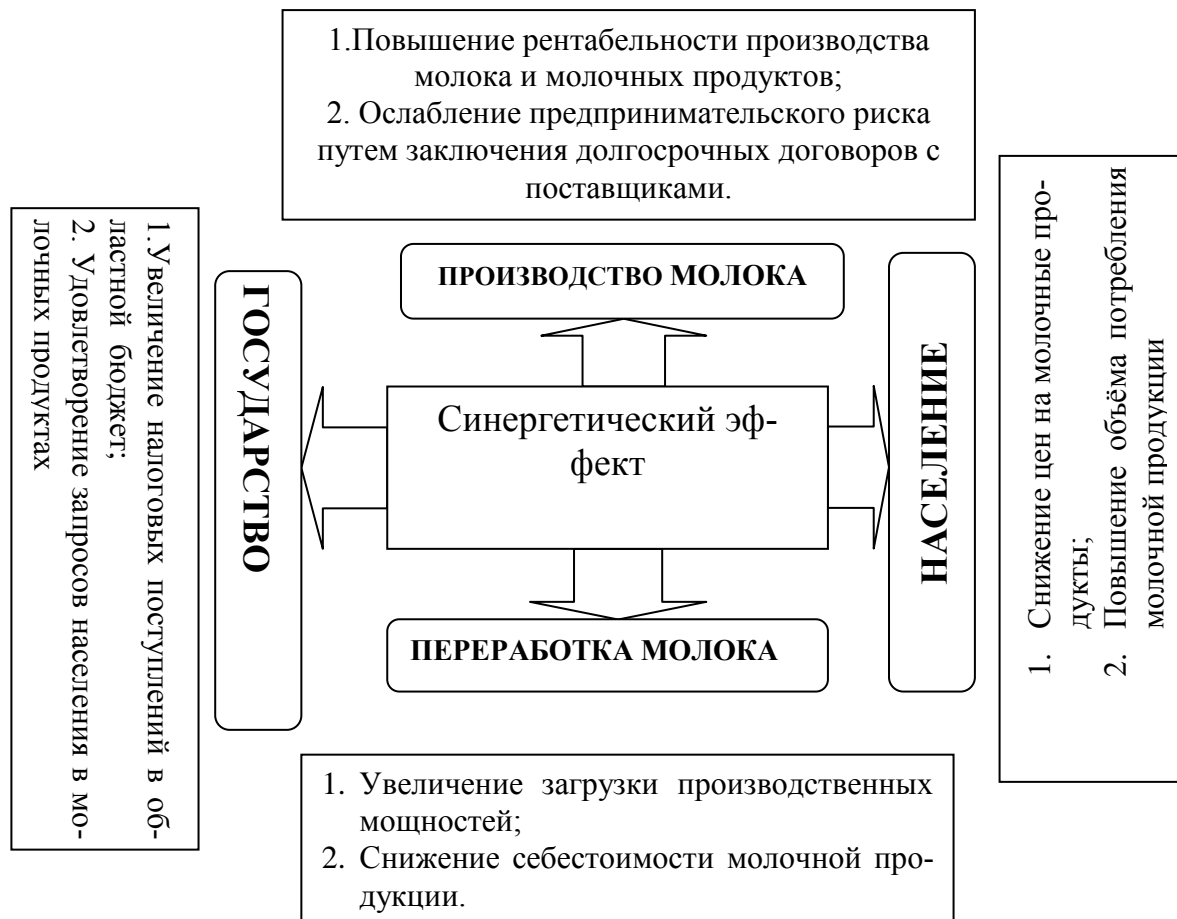 1.Повышение рентабельности производства
молока и молочных продуктов;
2. Ослабление предпринимательского риска
путем заключения долгосрочных договоров с
поставщиками.
1.Увеличение налоговых поступлений в об-
ластной бюджет;
2. Удовлетворение запросов населения в мо-
лочных продуктах
ГОСУДАРСТВО
ПРОИЗВОДСТВО МОЛОКА
Синергетический эф-
фект
ПЕРЕРАБОТКА МОЛОКА
НАСЕЛЕНИЕ
1. Снижение цен на молочные про-
дукты;
2. Повышение объёма потребления
молочной продукции
1. Увеличение загрузки производственных
мощностей;
2. Снижение себестоимости молочной про-
дукции.